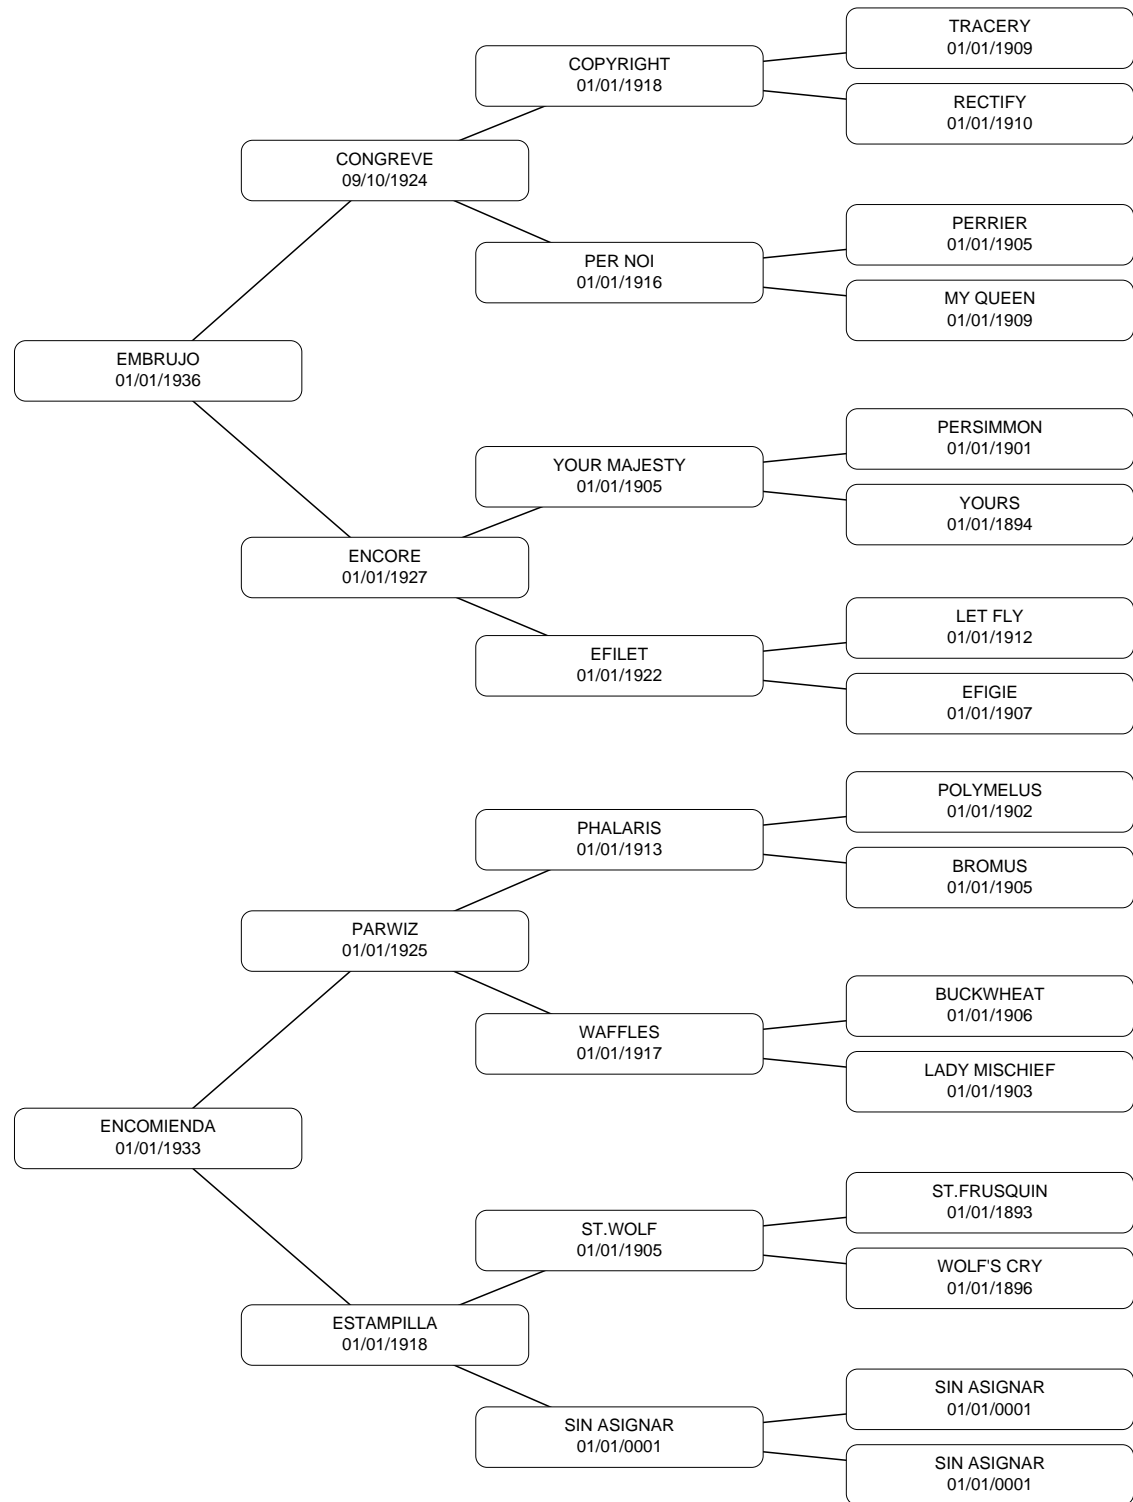 TRACERY
01/01/1909
COPYRIGHT
01/01/1918
RECTIFY
01/01/1910
CONGREVE
09/10/1924
PERRIER
01/01/1905
PER NOI
01/01/1916
MY QUEEN
01/01/1909
EMBRUJO
01/01/1936
PERSIMMON
01/01/1901
YOUR MAJESTY
01/01/1905
YOURS
01/01/1894
ENCORE
01/01/1927
LET FLY
01/01/1912
EFILET
01/01/1922
EFIGIE
01/01/1907
POLYMELUS
01/01/1902
PHALARIS
01/01/1913
BROMUS
01/01/1905
PARWIZ
01/01/1925
BUCKWHEAT
01/01/1906
WAFFLES
01/01/1917
LADY MISCHIEF
01/01/1903
ENCOMIENDA
01/01/1933
ST.FRUSQUIN
01/01/1893
ST.WOLF
01/01/1905
WOLF'S CRY
01/01/1896
ESTAMPILLA
01/01/1918
SIN ASIGNAR
01/01/0001
SIN ASIGNAR
01/01/0001
SIN ASIGNAR
01/01/0001